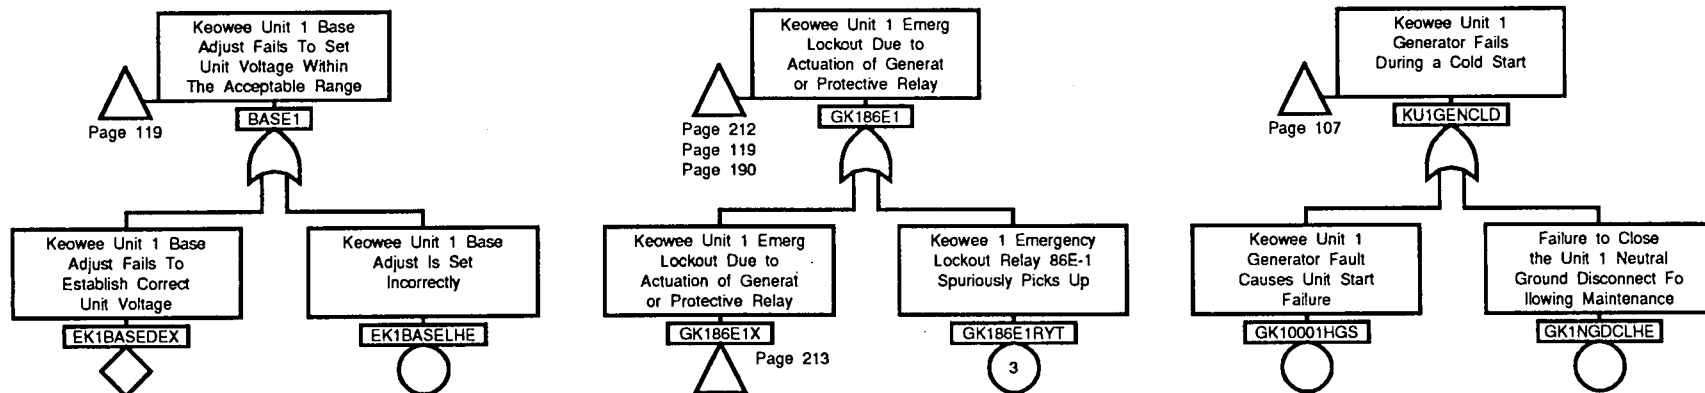 Keowee Unit 1 Base
Adjust Fails To Set
Unit Voltage Within
The Acceptable Range
BASE1
Page 119
Keowee Unit 1 Base
Adjust Fails To
Establish Correct
Unit Voltage
EK1BASEDEX
Keowee Unit 1 Base
Adjust Is Set
Incorrectly
EK1BASELHE
Keowee Unit 1 Emerg
Lockout Due to
Actuation of Generat
or Protective Relay
GK186E1
Page 212
Page 119
Page 190
Keowee Unit 1 Emerg
Lockout Due to
Actuation of Generat
or Protective Relay
GK186E1X
Page 213
Keowee 1 Emergency
Lockout Relay 86E-1
Spuriously Picks Up
GK186E1RYT
3
Keowee Unit 1
Generator Fails
During a Cold Start
KU1GENCLD
Page 107
Keowee Unit 1
Generator Fault
Causes Unit Start
Failure
GK10001HGS
Failure to Close
the Unit 1 Neutral
Ground Disconnect Fo
llowing Maintenance
GK1NGDCLHE